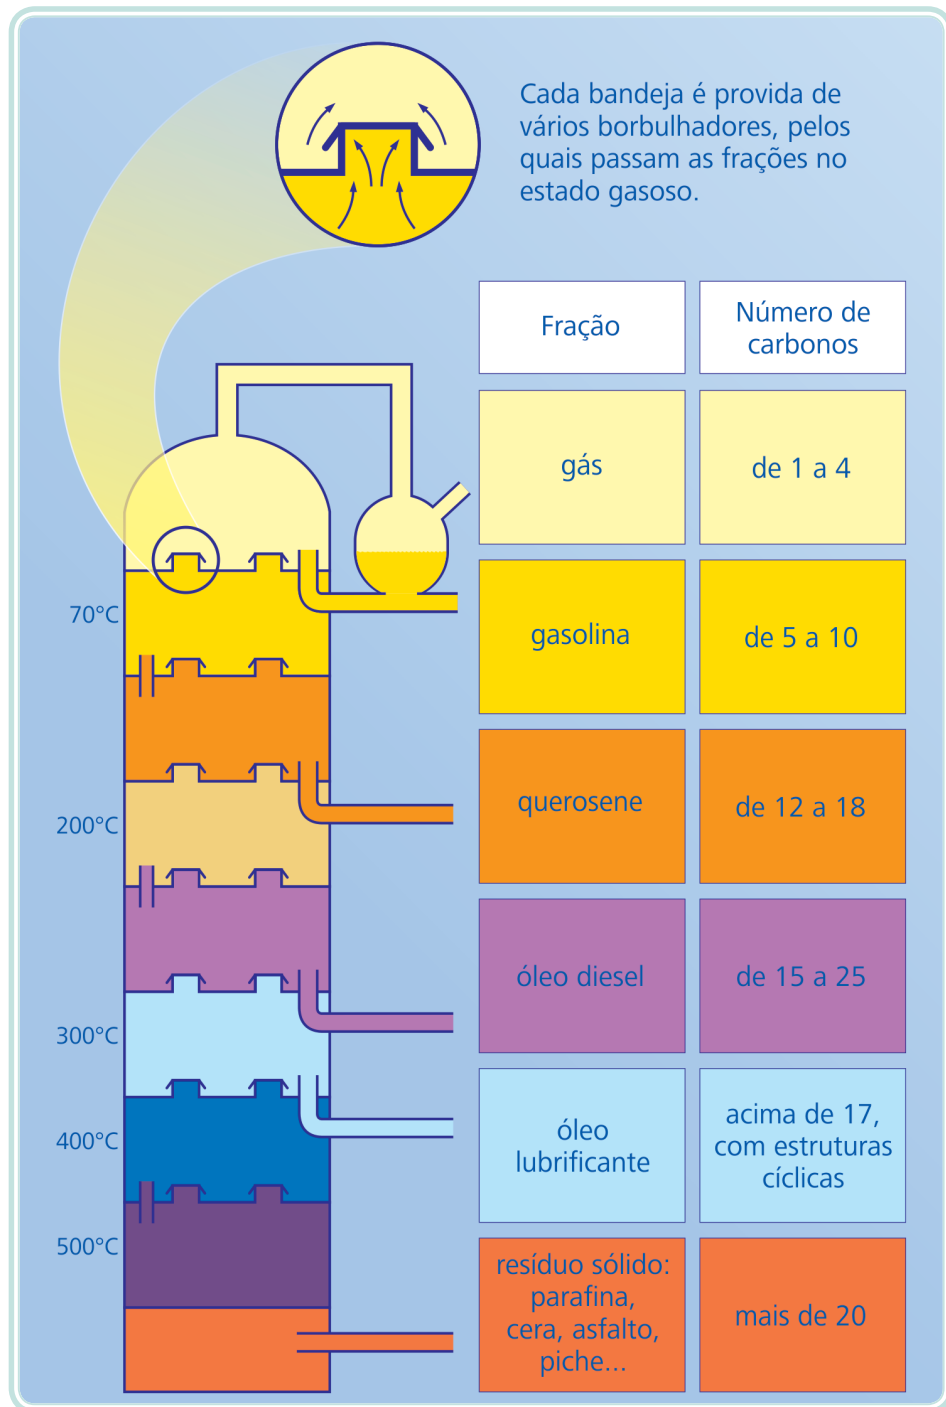 Cada bandeja é provida de
vários borbulhadores, pelos
quais passam as frações no
estado gasoso.
Fração
Número de
carbonos
gás
de 1 a 4
70°C
gasolina
de 5 a 10
querosene
de 12 a 18
200°C
óleo diesel
de 15 a 25
300°C
óleo
lubrificante
acima de 17,
com estruturas
cíclicas
400°C
500°C
resíduo sólido:
parafina,
cera, asfalto,
piche...
mais de 20